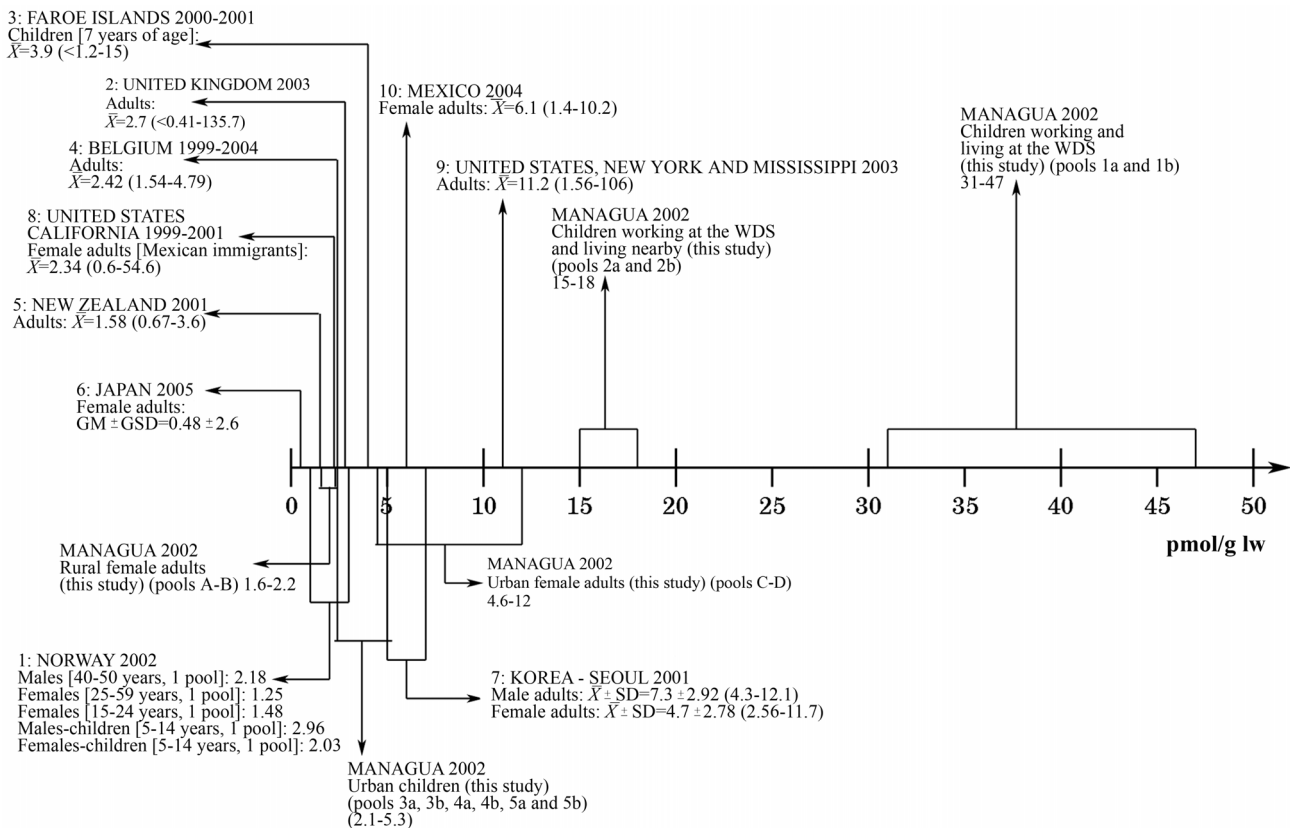 3: FAROE ISLANDS 2000-2001
Children [7 years of age]:
X̅=3.9 (<1.2-15)
2: UNITED KINGDOM 2003
Adults:
X̅=2.7 (<0.41-135.7)
4: BELGIUM 1999-2004
Adults:
X̅=2.42 (1.54-4.79)
8: UNITED STATES
CALIFORNIA 1999-2001
Female adults [Mexican immigrants]:
X̅=2.34 (0.6-54.6)
5: NEW ZEALAND 2001
Adults: X̅=1.58 (0.67-3.6)
6: JAPAN 2005
Female adults:
GM ±GSD=0.48 ±2.6
10: MEXICO 2004
Female adults: X̅=6.1 (1.4-10.2)
9: UNITED STATES, NEW YORK AND MISSISSIPPI 2003
Adults: X̅=11.2 (1.56-106)
MANAGUA 2002
Children working at the WDS
and living nearby (this study)
(pools 2a and 2b)
15-18
MANAGUA 2002
Children working and
living at the WDS
(this study) (pools 1a and 1b)
31-47
0 5 10 15 20 25 30 35 40 45 50
pmol/g lw
MANAGUA 2002
Rural female adults
(this study) (pools A-B) 1.6-2.2
MANAGUA 2002
Urban female adults (this study) (pools C-D)
4.6-12
1: NORWAY 2002
Males [40-50 years, 1 pool]: 2.18
Females [25-59 years, 1 pool]: 1.25
Females [15-24 years, 1 pool]: 1.48
Males-children [5-14 years, 1 pool]: 2.96
Females-children [5-14 years, 1 pool]: 2.03
7: KOREA - SEOUL 2001
Male adults: X̅ ± SD=7.3 ±2.92 (4.3-12.1)
Female adults: X̅ ± SD=4.7 ±2.78 (2.56-11.7)
MANAGUA 2002
Urban children (this study)
(pools 3a, 3b, 4a, 4b, 5a and 5b)
(2.1-5.3)